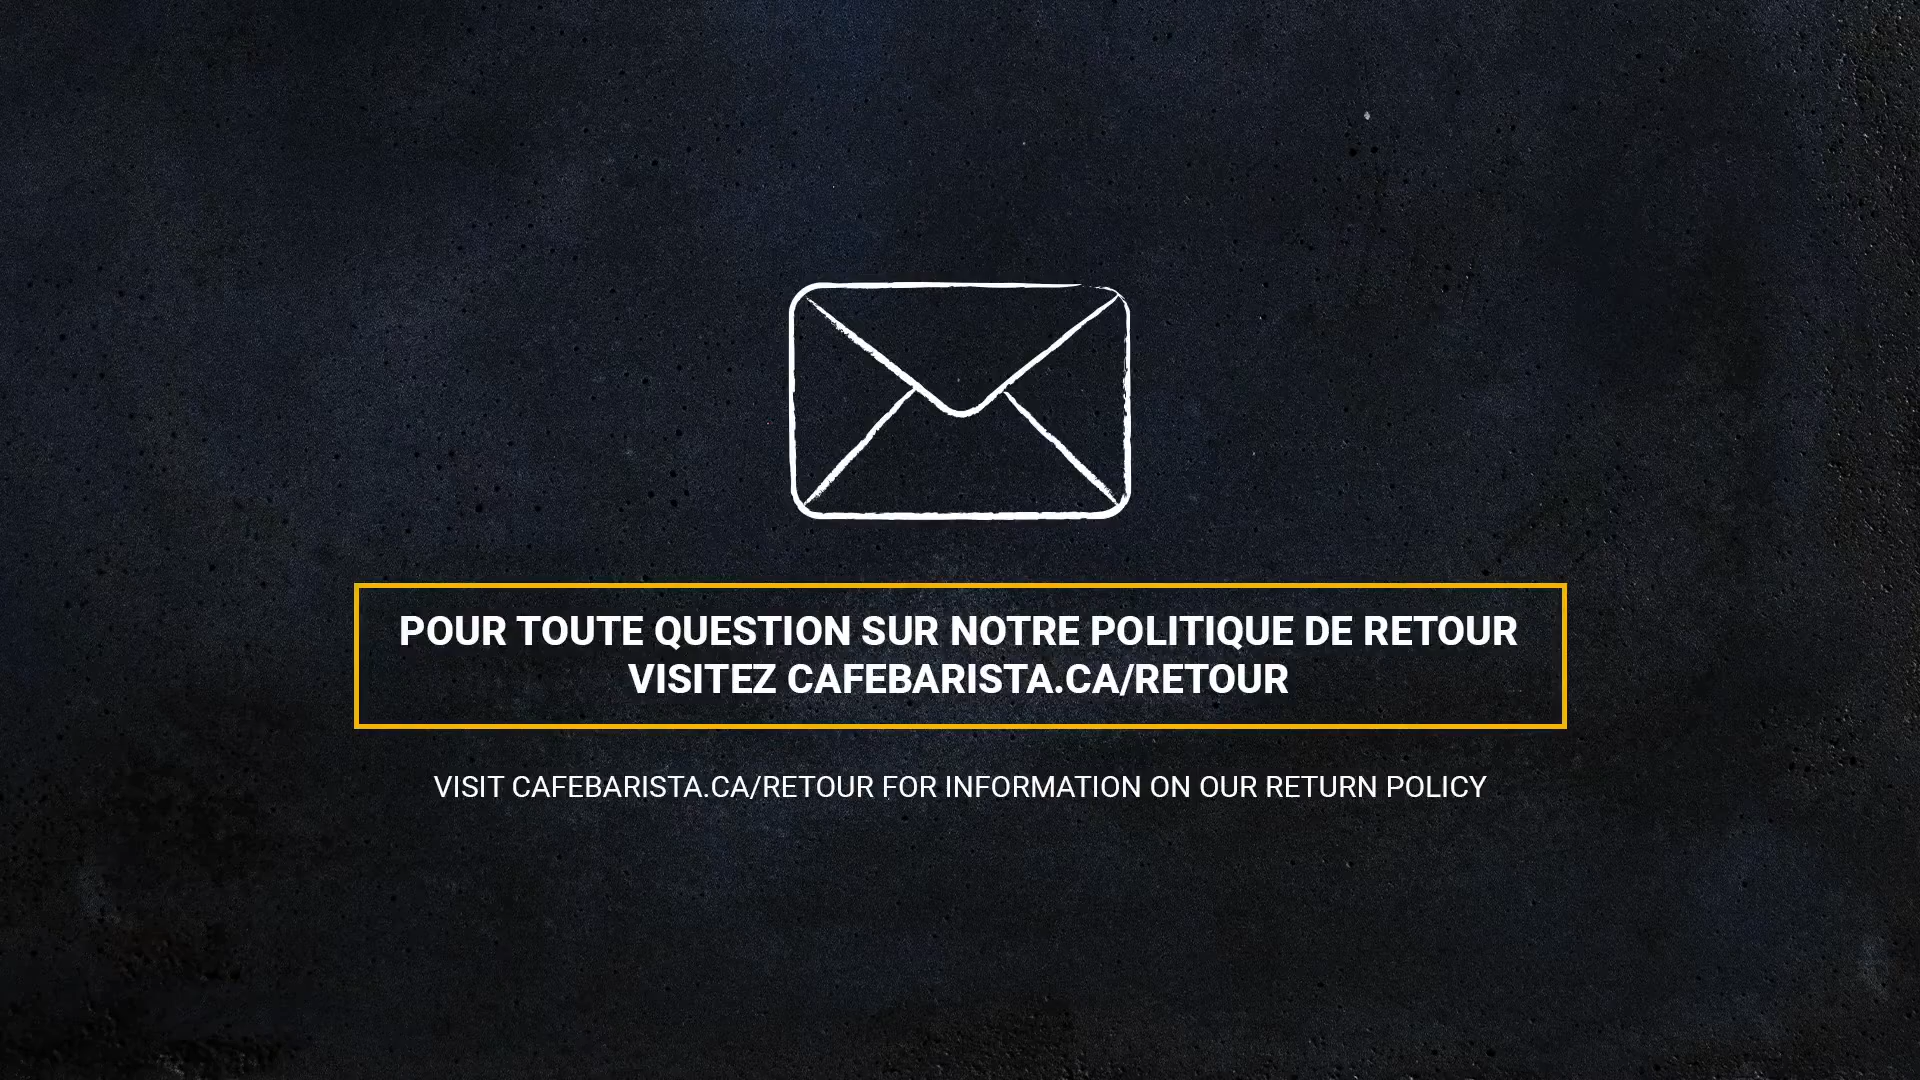 POUR TOUTE QUESTION SUR NOTRE POLITIQUE DE RETOUR
VISITEZ CAFEBARISTA.CA/RETOUR
VISIT CAFEBARISTA.CA/RETOUR FOR INFORMATION ON OUR RETURN POLICY